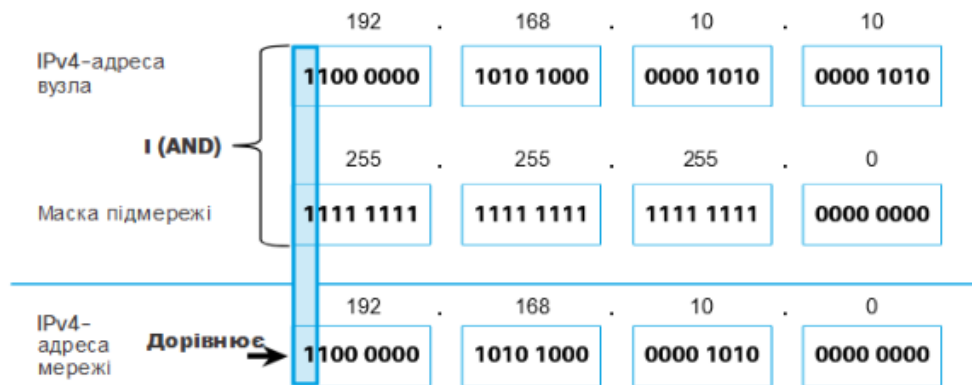 192 . 168 . 10 . 10
IPv4-адреса
вузла
1100 0000 1010 1000 0000 1010 0000 1010
І (AND)
255 . 255 . 255 . 0
Маска підмережі
1111 1111 1111 1111 1111 1111 0000 0000
192 . 168 . 10 . 0
IPv4-
адреса
мережі
Дорівнює
1100 0000 1010 1000 0000 1010 0000 0000